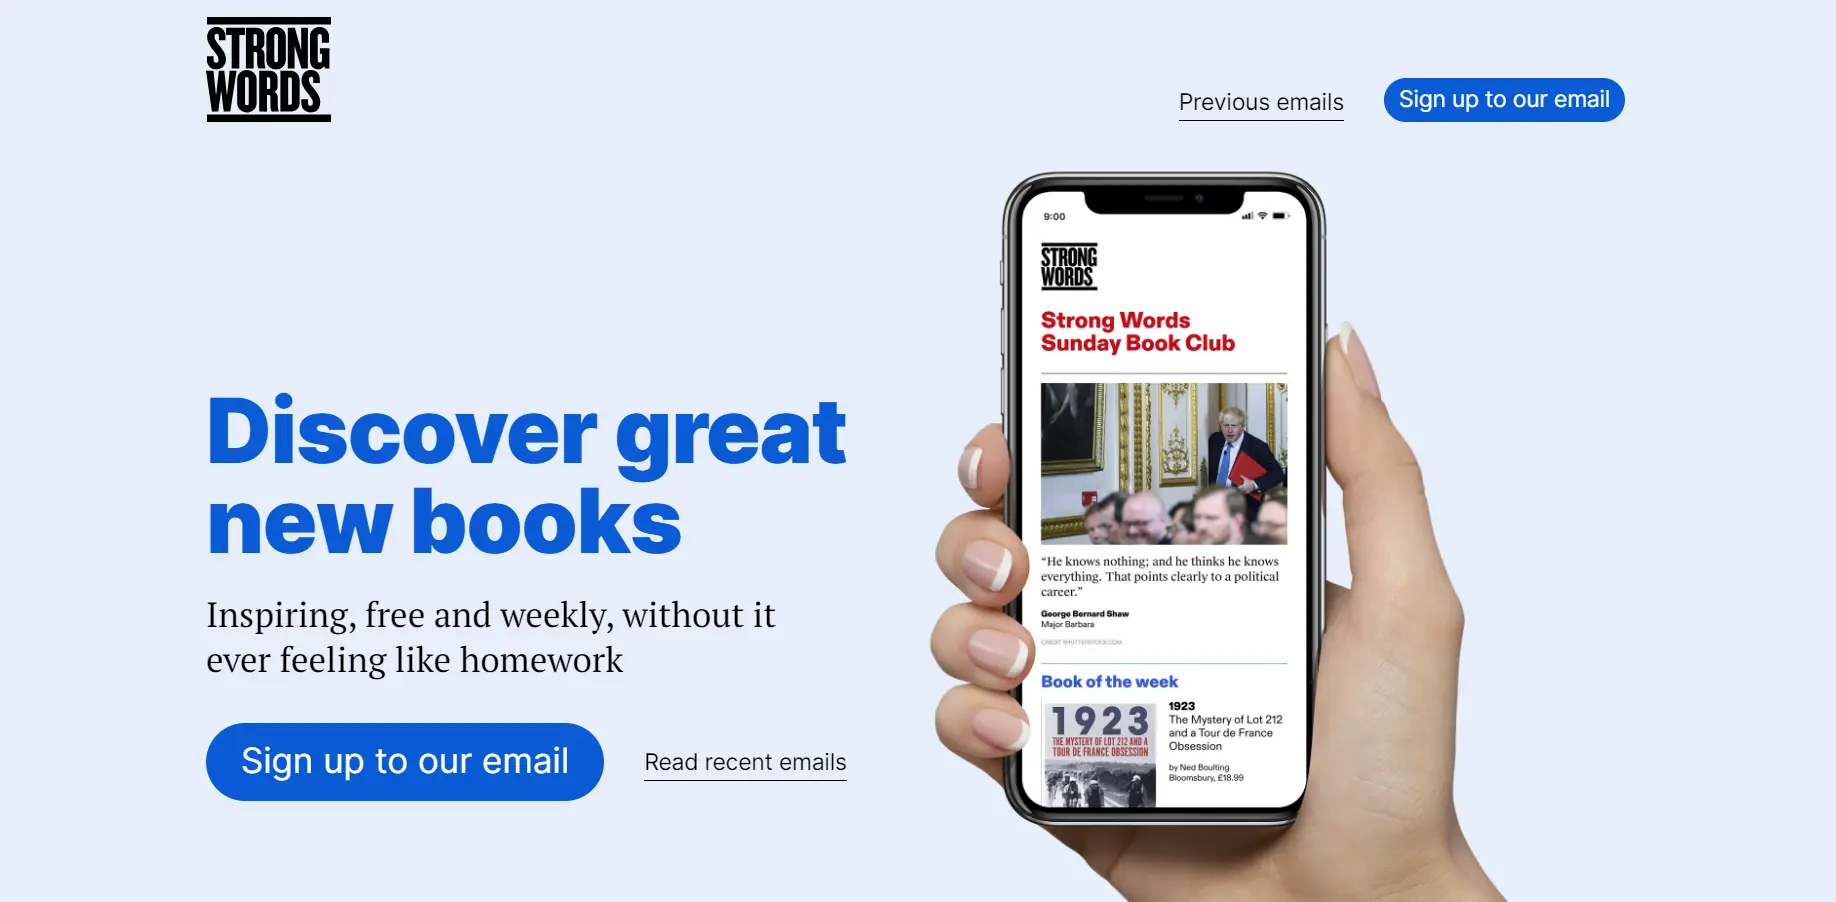 STRONG
WORDS
Previous emails
Sign up to our email
Discover great
new books
Inspiring, free and weekly, without it
ever feeling like homework
Sign up to our email
Read recent emails
9:00
STRONG
WORDS
Strong Words
Sunday Book Club
“He knows nothing; and he thinks he knows
everything. That points clearly to a political
career.”
George Bernard Shaw
Major Barbara
CREDIT: SHUTTERSTOCK.COM
Book of the week
1923
THE MYSTERY OF LOT 212 AND A
TOUR DE FRANCE OBSESSION
1923
The Mystery of Lot 212
and a Tour de France
Obsession
by Ned Boulting
Bloomsbury, £18.99